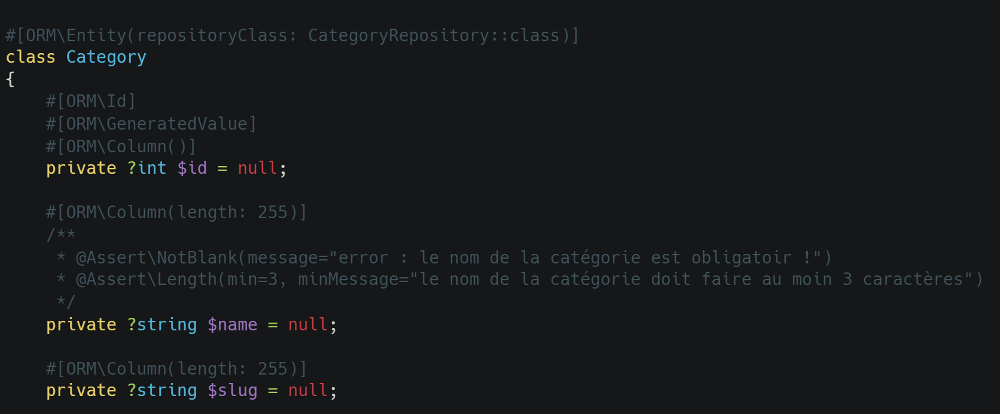 #[ORM\Entity(repositoryClass: CategoryRepository::class)]
class Category
{
    #[ORM\Id]
    #[ORM\GeneratedValue]
    #[ORM\Column()]
    private ?int $id = null;

    #[ORM\Column(length: 255)]
    /**
     * @Assert\NotBlank(message="error : le nom de la catégorie est obligatoir !")
     * @Assert\Length(min=3, minMessage="le nom de la catégorie doit faire au moin 3 caractères")
     */
    private ?string $name = null;

    #[ORM\Column(length: 255)]
    private ?string $slug = null;